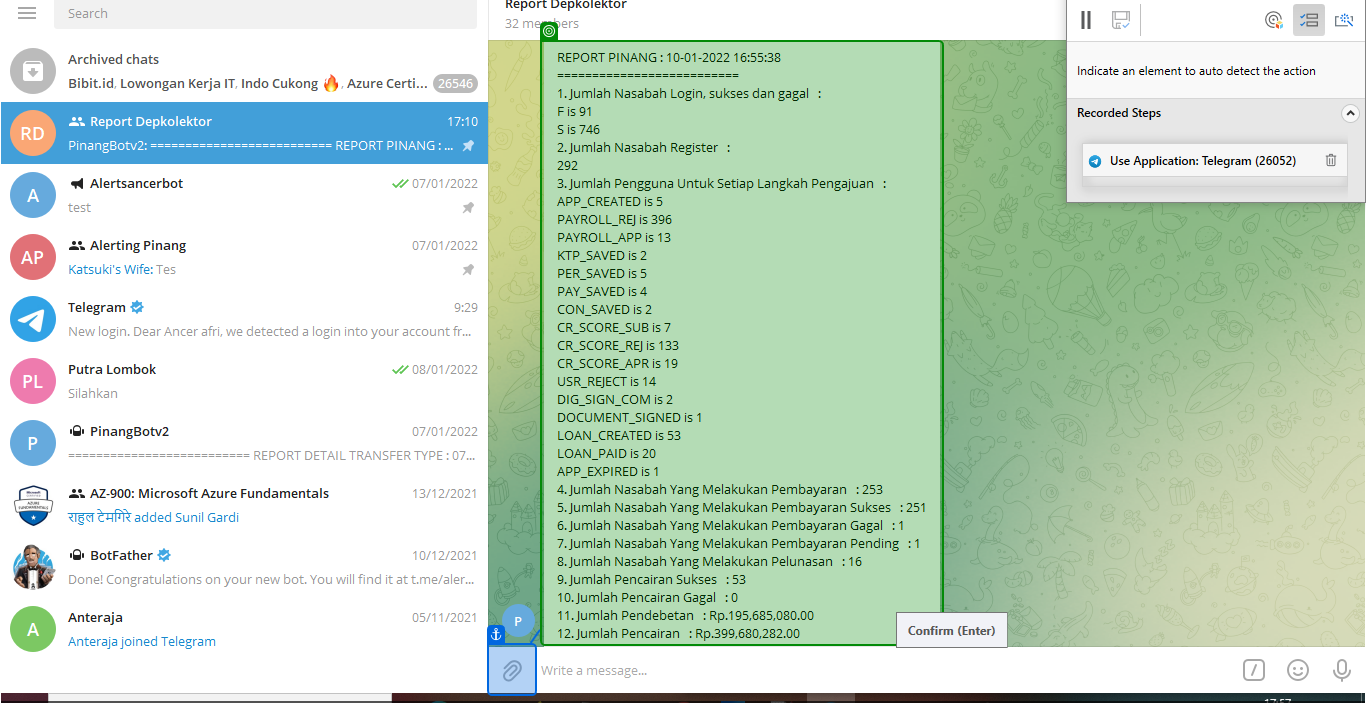 Search
Archived chats
Bibit.id, Lowongan Kerja IT, Indo Cukong 🔥, Azure Certi... 26546
RD
Report Depkolektor 17:10
PinangBotv2: ========================== REPORT PINANG : ...
A
Alertsancerbot 07/01/2022
test
AP
Alerting Pinang 07/01/2022
Katsuki's Wife: Tes
Telegram 9:29
New login. Dear Ancer afri, we detected a login into your account fr...
PL
Putra Lombok 08/01/2022
Silahkan
P
PinangBotv2 07/01/2022
========================== REPORT DETAIL TRANSFER TYPE : 07...
AZ-900: Microsoft Azure Fundamentals 13/12/2021
राहुल टेमगिरे added Sunil Gardi
BotFather 10/12/2021
Done! Congratulations on your new bot. You will find it at t.me/aler...
A
Anteraja 05/11/2021
Anteraja joined Telegram
Report Depkolektor
32 members
REPORT PINANG : 10-01-2022 16:55:38
==========================
1. Jumlah Nasabah Login, sukses dan gagal :
F is 91
S is 746
2. Jumlah Nasabah Register :
292
3. Jumlah Pengguna Untuk Setiap Langkah Pengajuan :
APP_CREATED is 5
PAYROLL_REJ is 396
PAYROLL_APP is 13
KTP_SAVED is 2
PER_SAVED is 5
PAY_SAVED is 4
CON_SAVED is 2
CR_SCORE_SUB is 7
CR_SCORE_REJ is 133
CR_SCORE_APR is 19
USR_REJECT is 14
DIG_SIGN_COM is 2
DOCUMENT_SIGNED is 1
LOAN_CREATED is 53
LOAN_PAID is 20
APP_EXPIRED is 1
4. Jumlah Nasabah Yang Melakukan Pembayaran : 253
5. Jumlah Nasabah Yang Melakukan Pembayaran Sukses : 251
6. Jumlah Nasabah Yang Melakukan Pembayaran Gagal : 1
7. Jumlah Nasabah Yang Melakukan Pembayaran Pending : 1
8. Jumlah Nasabah Yang Melakukan Pelunasan : 16
9. Jumlah Pencairan Sukses : 53
10. Jumlah Pencairan Gagal : 0
11. Jumlah Pendebetan : Rp.195,685,080.00
12. Jumlah Pencairan : Rp.399,680,282.00
P
Confirm (Enter)
Write a message...
Indicate an element to auto detect the action
Recorded Steps
Use Application: Telegram (26052)